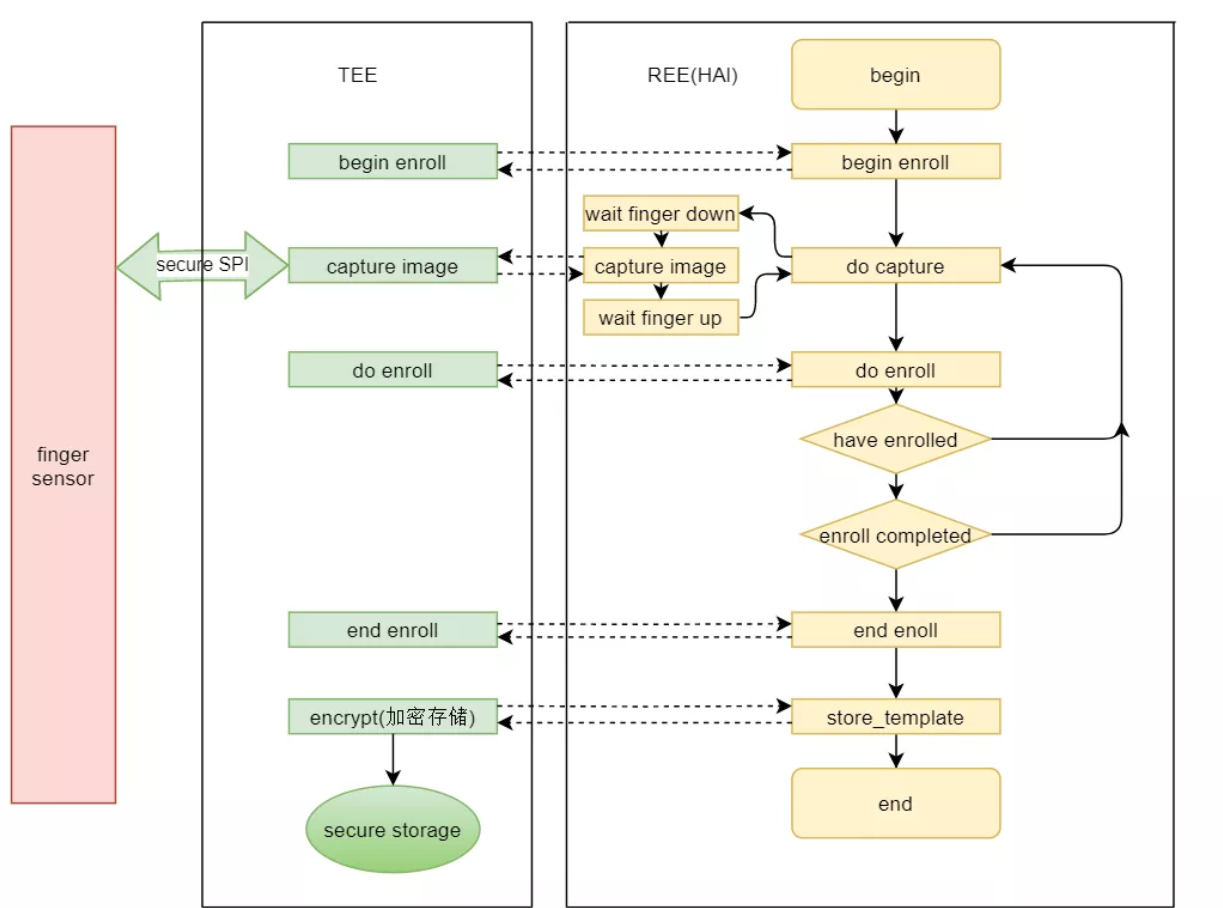 TEE
REE(HAI)
begin
begin enroll
begin enroll
wait finger down
secure SPI
capture image
capture image
do capture
wait finger up
do enroll
do enroll
have enrolled
finger
sensor
enroll completed
end enroll
end enoll
encrypt(加密存储)
store_template
end
secure storage